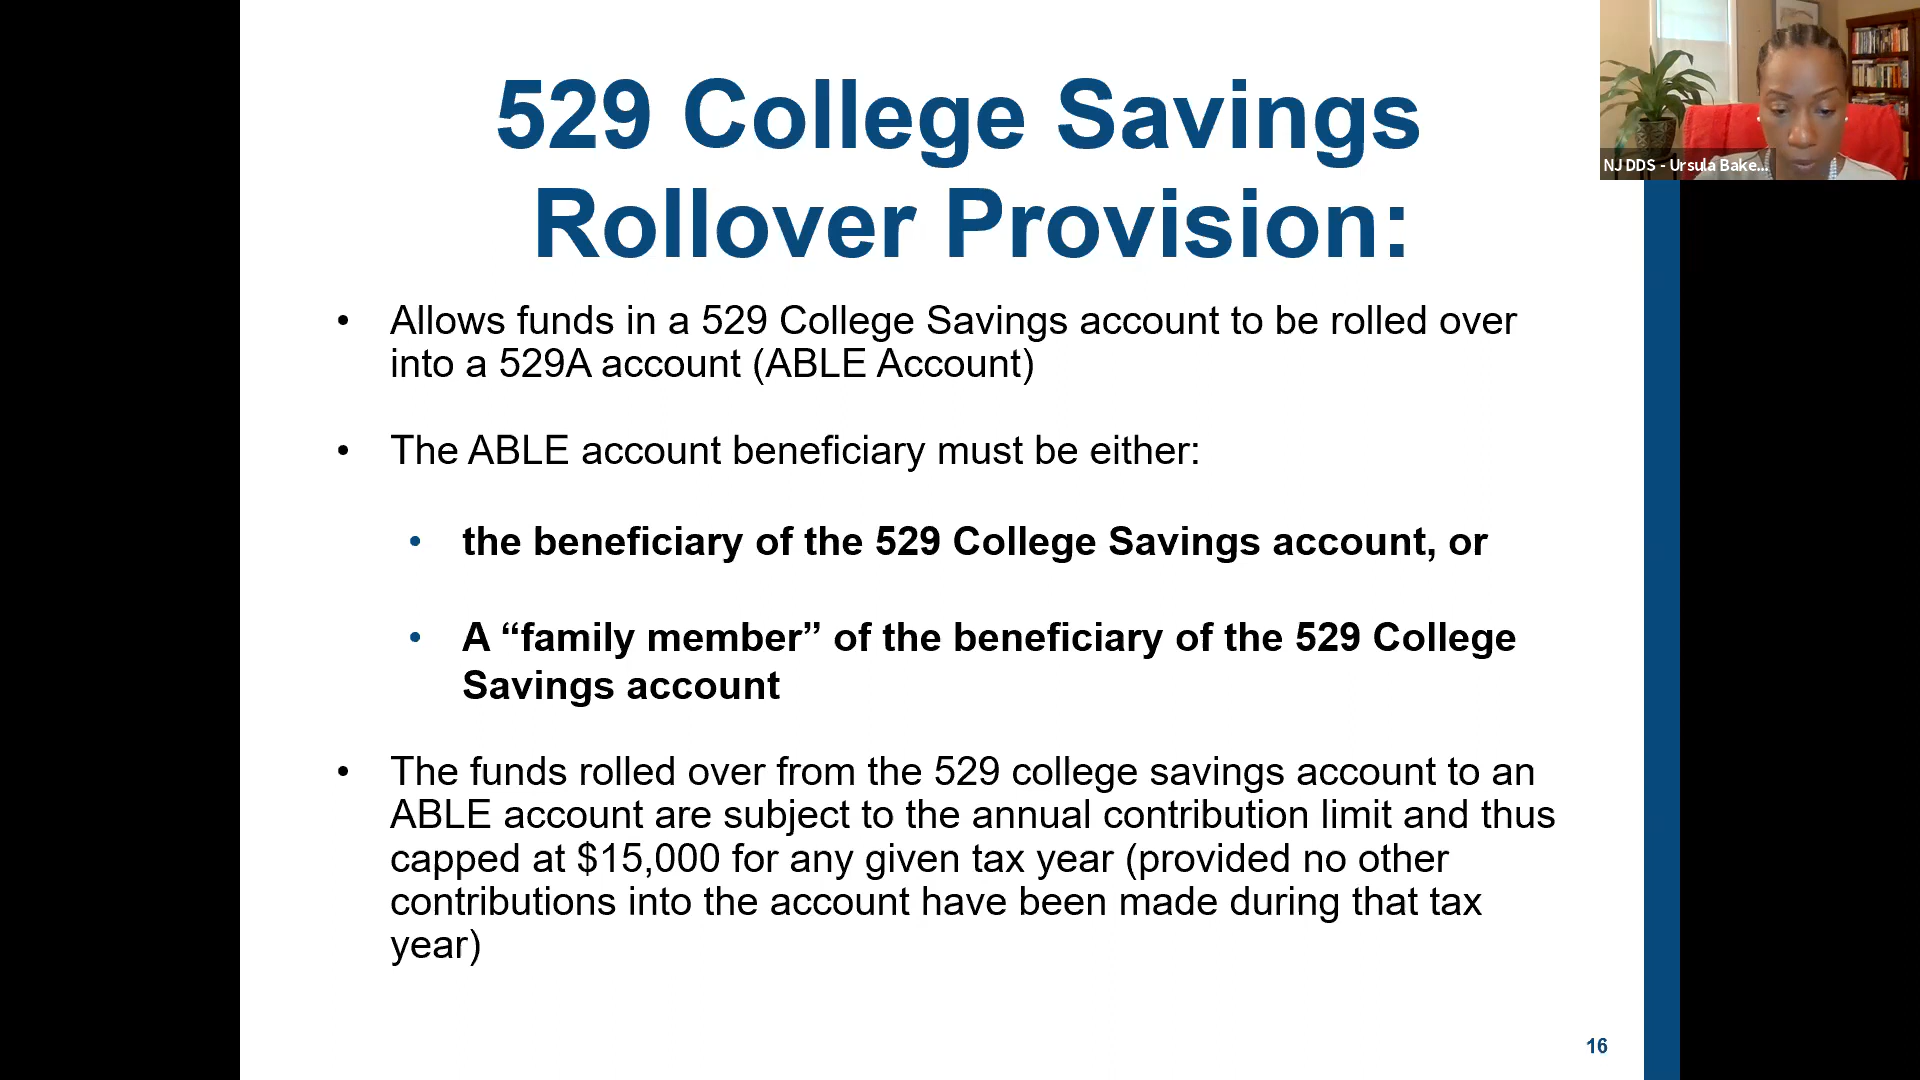 529 College Savings
Rollover Provision:
• Allows funds in a 529 College Savings account to be rolled over
into a 529A account (ABLE Account)
• The ABLE account beneficiary must be either:
• the beneficiary of the 529 College Savings account, or
• A “family member” of the beneficiary of the 529 College
Savings account
• The funds rolled over from the 529 college savings account to an
ABLE account are subject to the annual contribution limit and thus
capped at $15,000 for any given tax year (provided no other
contributions into the account have been made during that tax
year)
16
NJ DDS - Ursula Bake...